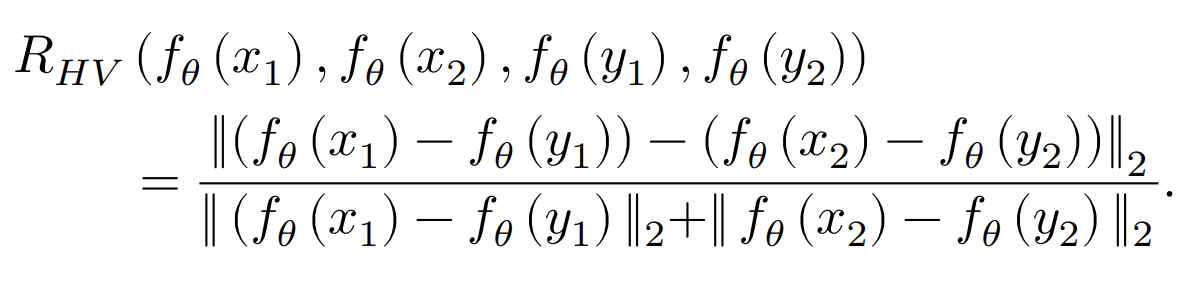 R_{HV} (f_θ (x_1) , f_θ (x_2) , f_θ (y_1) , f_θ (y_2))
= \frac{‖(f_θ (x_1) − f_θ (y_1)) − (f_θ (x_2) − f_θ (y_2))‖_2}{‖ (f_θ (x_1) − f_θ (y_1) ‖_2+‖ f_θ (x_2) − f_θ (y_2) ‖_2}.